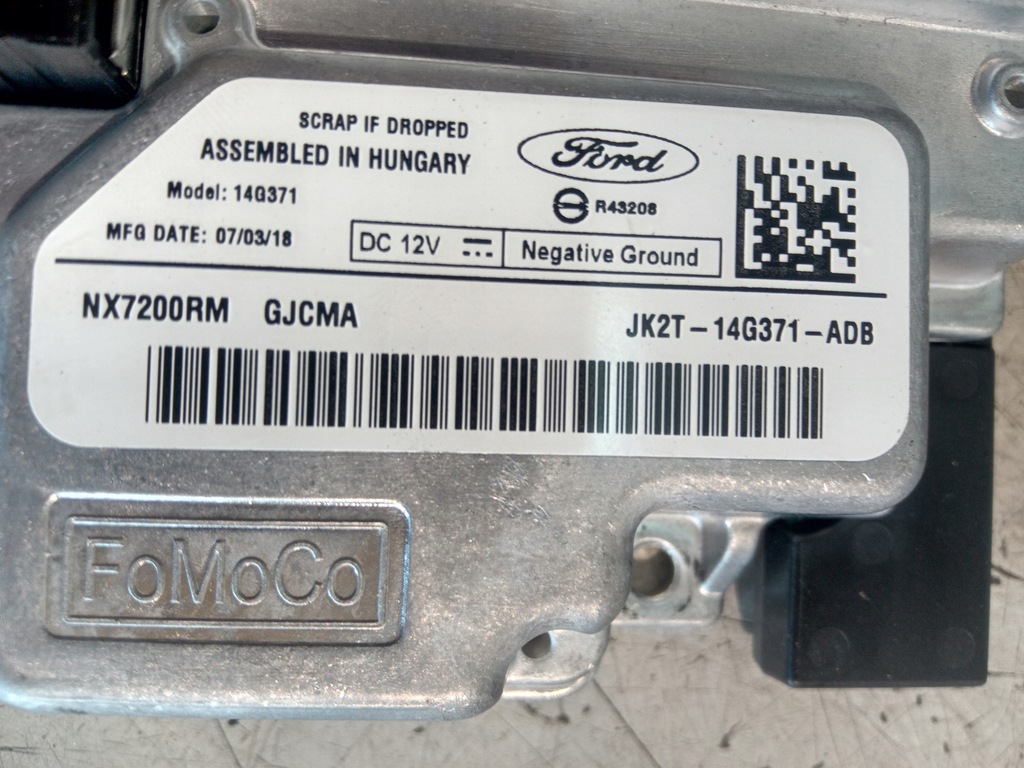 SCRAP IF DROPPED
ASSEMBLED IN HUNGARY
Ford
Model: 14G371
R43208
MFG DATE: 07/03/18
DC 12V
Negative Ground
NX7200RM GJCMA
JK2T-14G371-ADB
FoMoCo